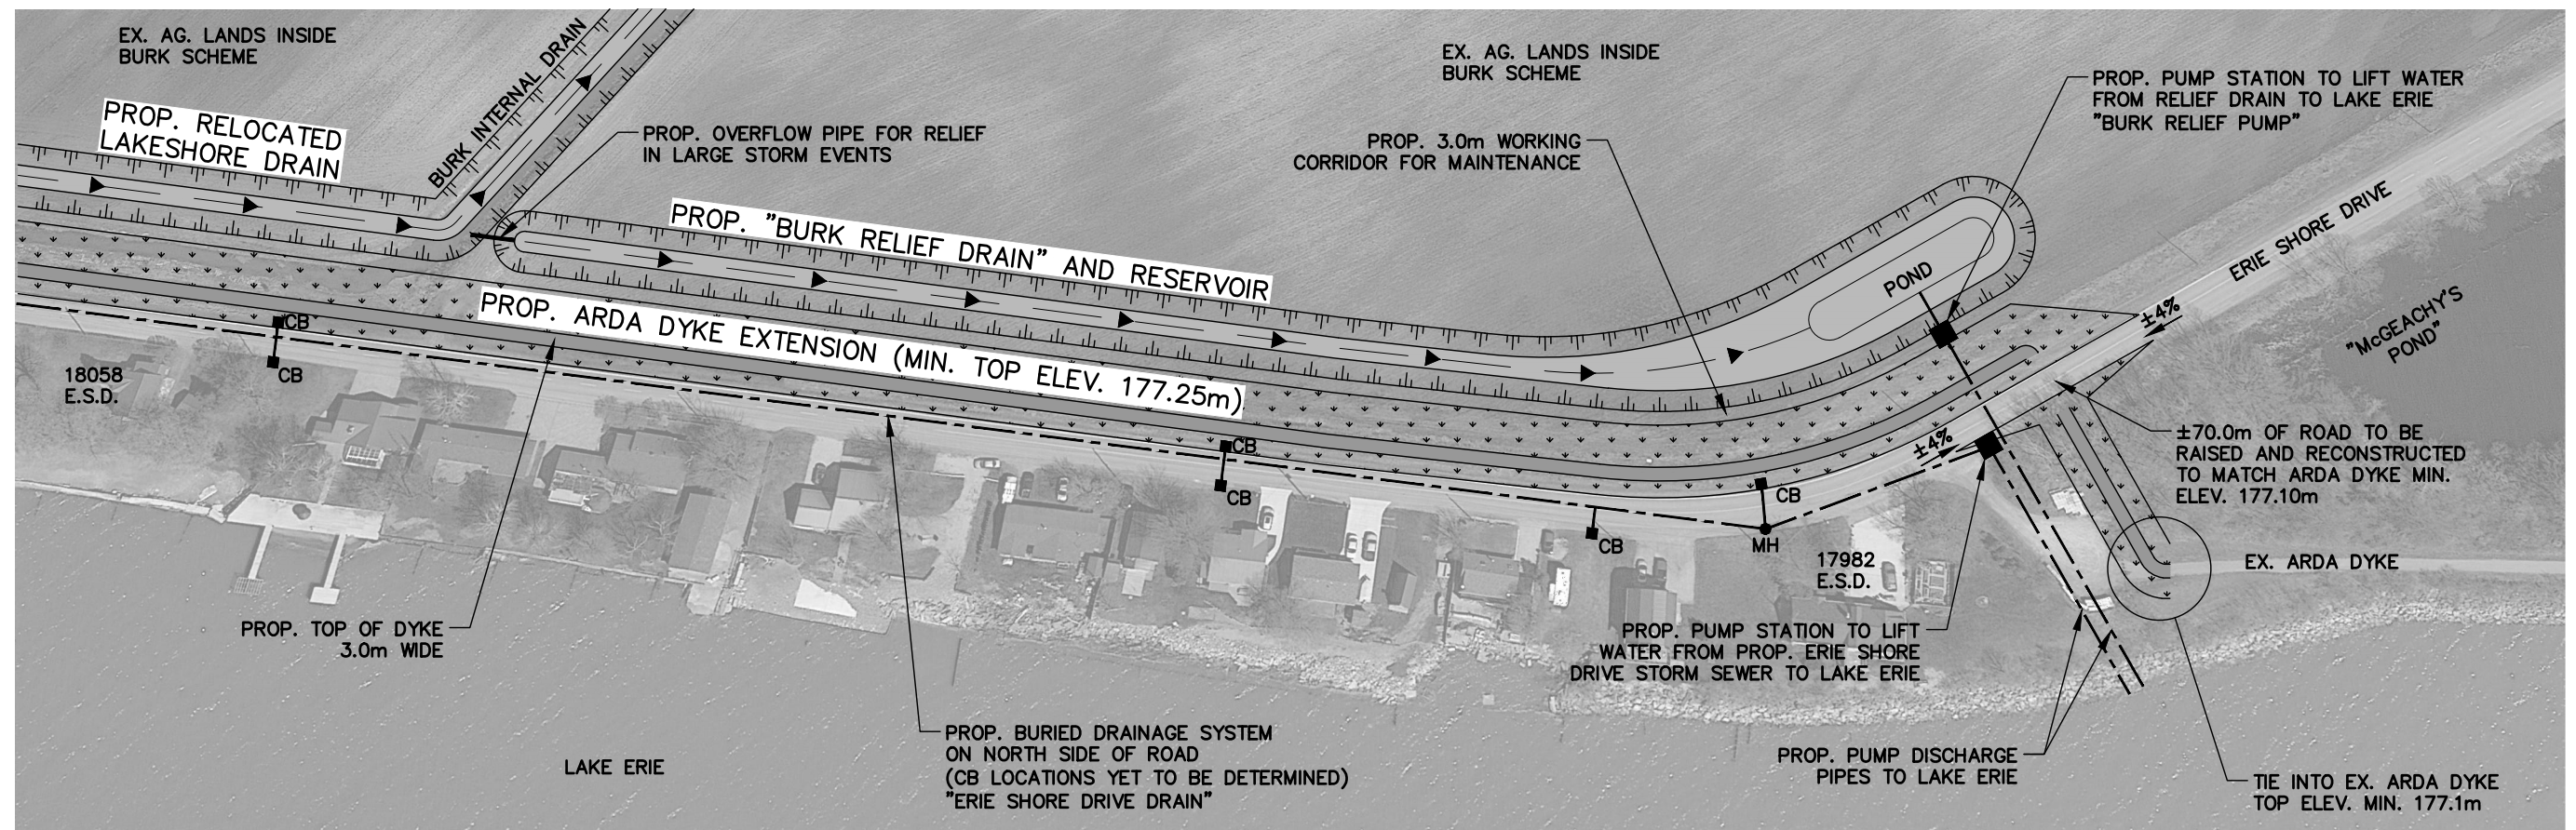 EX. AG. LANDS INSIDE
BURK SCHEME
BURK INTERNAL DRAIN
EX. AG. LANDS INSIDE
BURK SCHEME
PROP. PUMP STATION TO LIFT WATER
FROM RELIEF DRAIN TO LAKE ERIE
"BURK RELIEF PUMP"
PROP. RELOCATED
LAKESHORE DRAIN
PROP. OVERFLOW PIPE FOR RELIEF
IN LARGE STORM EVENTS
PROP. 3.0m WORKING
CORRIDOR FOR MAINTENANCE
PROP. "BURK RELIEF DRAIN" AND RESERVOIR
POND
ERIE SHORE DRIVE
±4%
"McGEACHY'S
POND"
PROP. ARDA DYKE EXTENSION (MIN. TOP ELEV. 177.25m)
CB
CB
18058
E.S.D.
CB
CB
CB
CB
MH
±4%
±70.0m OF ROAD TO BE
RAISED AND RECONSTRUCTED
TO MATCH ARDA DYKE MIN.
ELEV. 177.10m
17982
E.S.D.
EX. ARDA DYKE
PROP. TOP OF DYKE
3.0m WIDE
PROP. PUMP STATION TO LIFT
WATER FROM PROP. ERIE SHORE
DRIVE STORM SEWER TO LAKE ERIE
PROP. BURIED DRAINAGE SYSTEM
ON NORTH SIDE OF ROAD
(CB LOCATIONS YET TO BE DETERMINED)
"ERIE SHORE DRIVE DRAIN"
LAKE ERIE
PROP. PUMP DISCHARGE
PIPES TO LAKE ERIE
TIE INTO EX. ARDA DYKE
TOP ELEV. MIN. 177.1m